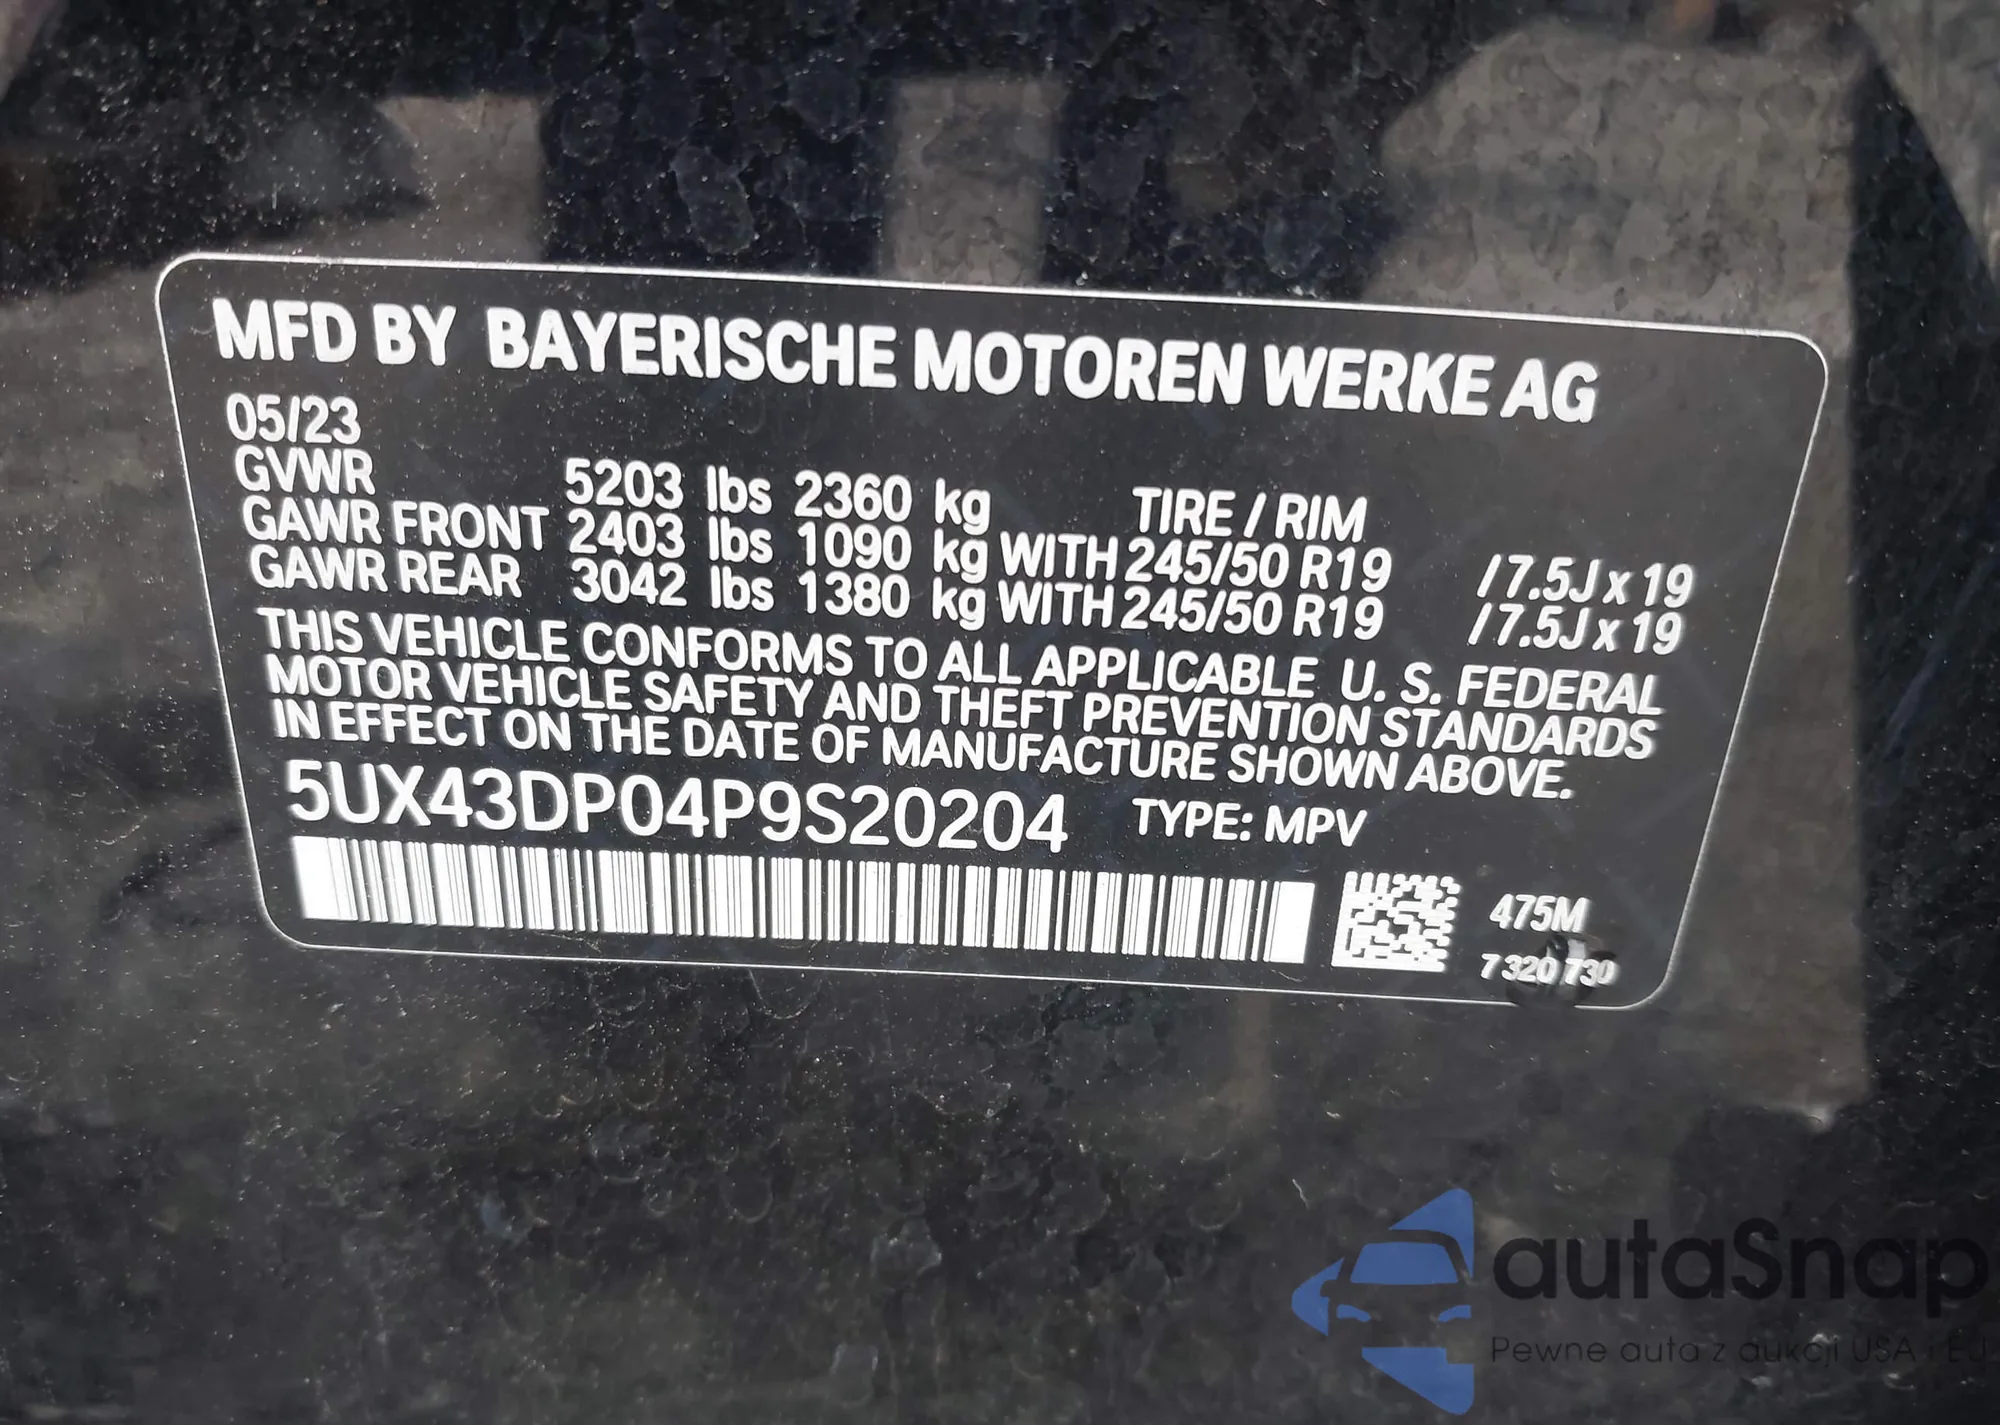 MFD BY BAYERISCHE MOTOREN WERKE AG
05/23
GVWR 5203 lbs 2360 kg TIRE / RIM
GAWR FRONT 2403 lbs 1090 kg WITH 245/50 R19 / 7.5J x 19
GAWR REAR 3042 lbs 1380 kg WITH 245/50 R19 / 7.5J x 19
THIS VEHICLE CONFORMS TO ALL APPLICABLE U. S. FEDERAL
MOTOR VEHICLE SAFETY AND THEFT PREVENTION STANDARDS
IN EFFECT ON THE DATE OF MANUFACTURE SHOWN ABOVE.
5UX43DP04P9S20204 TYPE: MPV
475M
7 320 730
autaSnap
Pewne auta z aukcji USA i EU